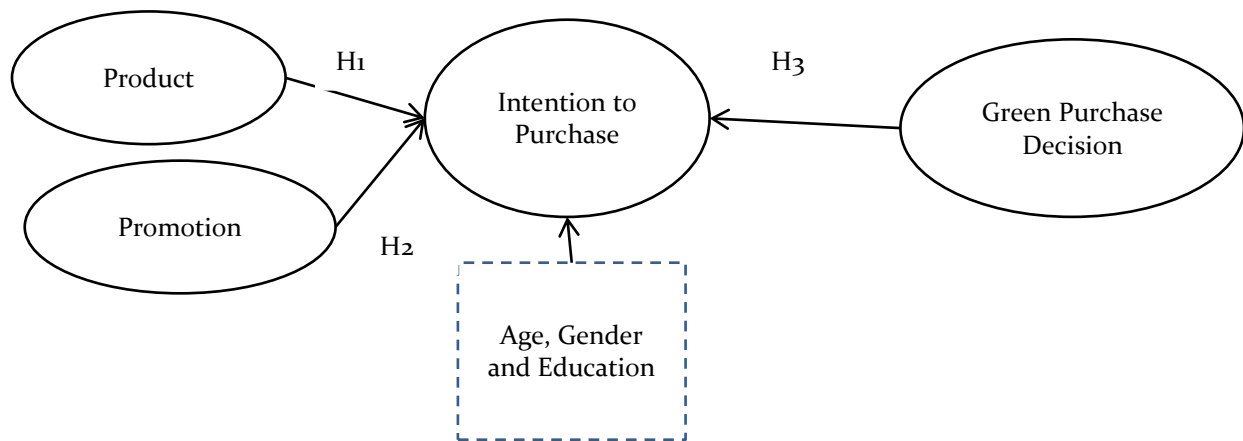 Product
H1
Promotion
H2
Intention to
Purchase
H3
Green Purchase
Decision
Age, Gender
and Education